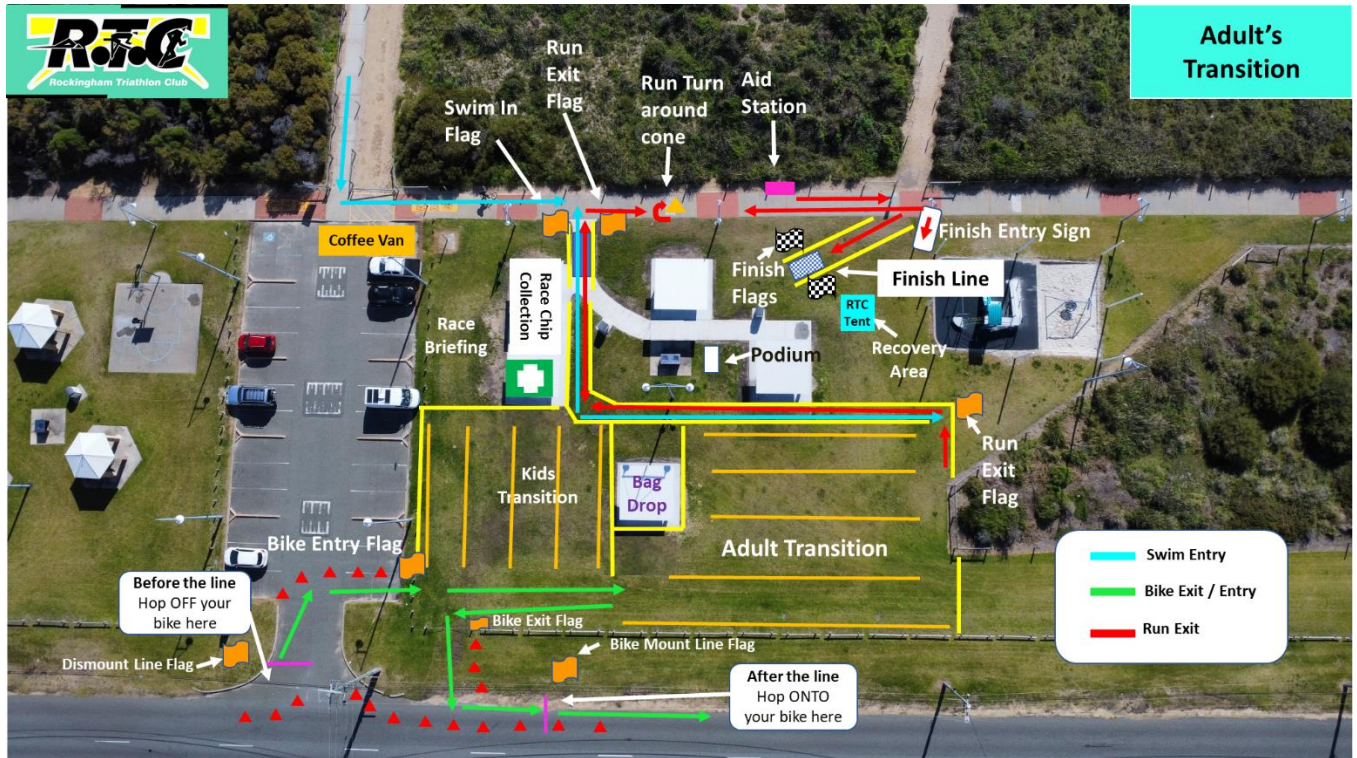 R.T.C
Rockingham Triathlon Club
Adult's
Transition
Run
Exit
Flag
Swim In
Flag
Run Turn
around
cone
Aid
Station
Coffee Van
Race Chip
Collection
Race
Briefing
Finish
Flags
Finish Entry Sign
Finish Line
RTC
Tent
Recovery
Area
Podium
Run
Exit
Flag
Kids
Transition
Bag
Drop
Adult Transition
Bike Entry Flag
Before the line
Hop OFF your
bike here
Dismount Line Flag
Bike Exit Flag
Bike Mount Line Flag
After the line
Hop ONTO
your bike here
Swim Entry
Bike Exit / Entry
Run Exit